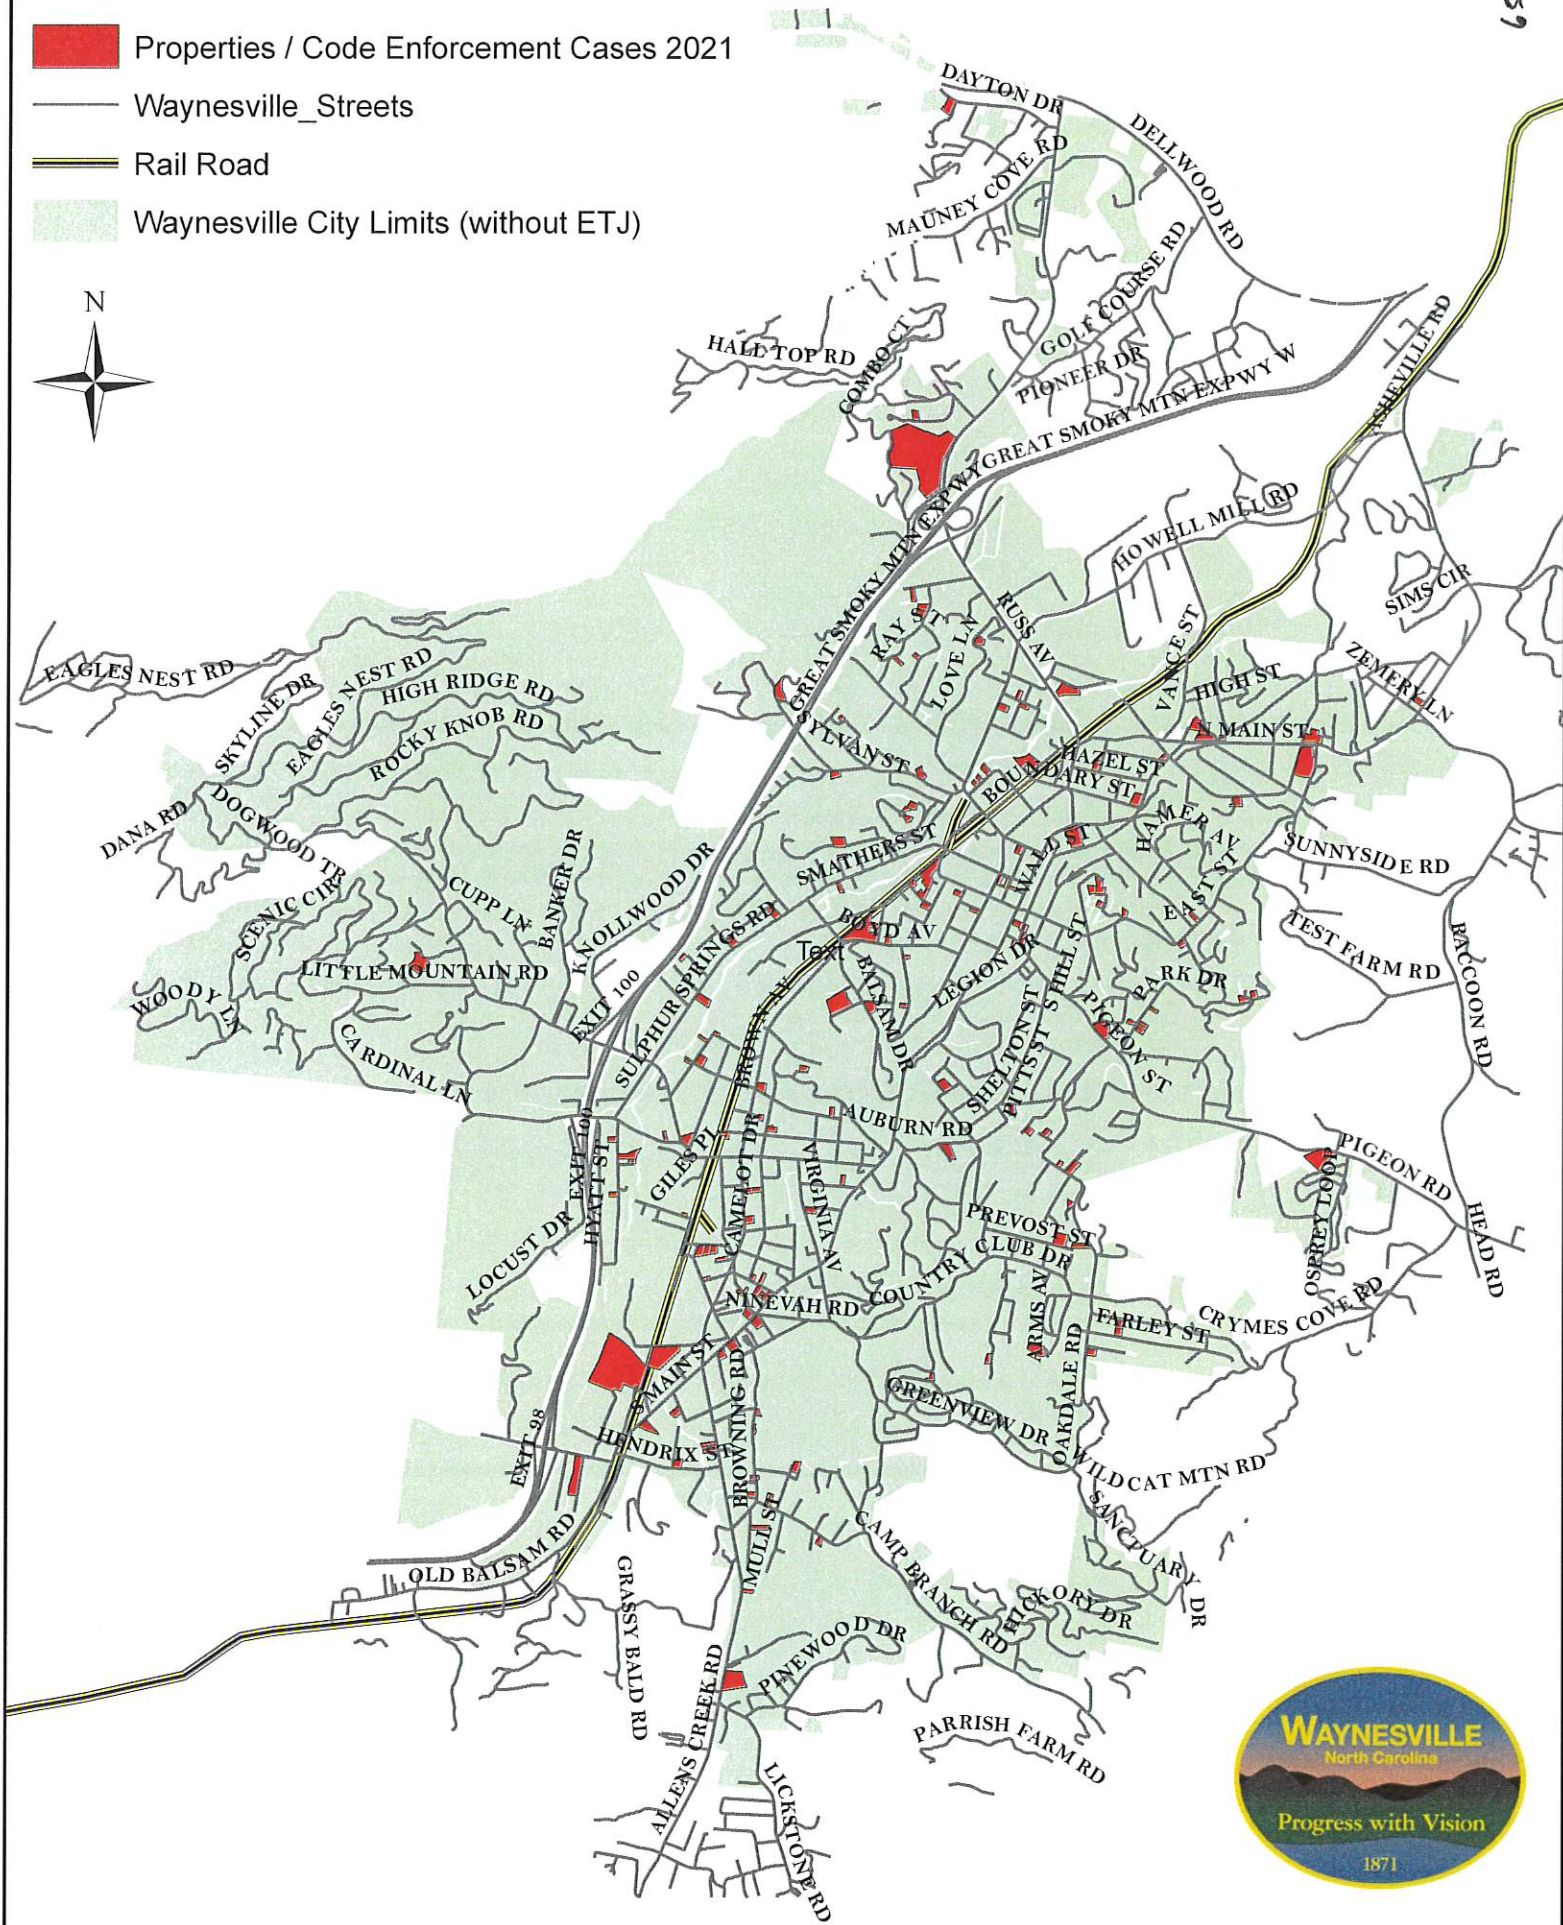 59
Properties / Code Enforcement Cases 2021
Waynesville_Streets
Rail Road
Waynesville City Limits (without ETJ)
N
DAYTON DR
DELLWOOD RD
MAUNEY COVE RD
GOLF COURSE RD
HALL TOP RD
COMBO CT
PIONEER DR
GREAT SMOKY MTN EXPWY W
ASHEVILLE RD
GREAT SMOKY MTN EXPWY
HOWELL MILL RD
SIMS CIR
RAY ST
LOVE LN
RUSS AV
VANCE ST
HIGH ST
ZEMERY LN
EAGLES NEST RD
SKYLINE DR
EAGLES NEST RD
HIGH RIDGE RD
ROCKY KNOB RD
SYLVAN ST
N MAIN ST
HAZEL ST
BOUNDARY ST
DANA RD
DOGWOOD TR
HAMER AV
SUNNYSIDE RD
SMATHERS ST
WALL ST
EAST ST
SCENIC CIR
CUPP LN
BANKER DR
KNOLLWOOD DR
BOYD AV
Text
TEST FARM RD
RACCOON RD
LITTLE MOUNTAIN RD
WOODY LN
EXIT 100
SULPHUR SPRINGS RD
BALSAM DR
LEGION DR
S HILL ST
PARK DR
PIGEON ST
CARDINAL LN
BROWN AV
SHELTON ST
PITTS ST
AUBURN RD
EXIT 100
HYATT ST
GILES PL
CAMELOT DR
VIRGINIA AV
PIGEON RD
OSPREY LOOP
HEAD RD
LOCUST DR
PREVOST ST
COUNTRY CLUB DR
NINEVAH RD
ARMS AV
FARLEY ST
CRYMES COVE RD
S MAIN ST
BROWNING RD
GREENVIEW DR
OAKDALE RD
EXIT 98
HENDRIX ST
WILDCAT MTN RD
SANCTUARY DR
OLD BALSAM RD
MULL ST
CAMP BRANCH RD
HICKORY DR
GRASSY BALD RD
PINEWOOD DR
ALLENS CREEK RD
PARRISH FARM RD
LICKSTONE RD
WAYNESVILLE
North Carolina
Progress with Vision
1871